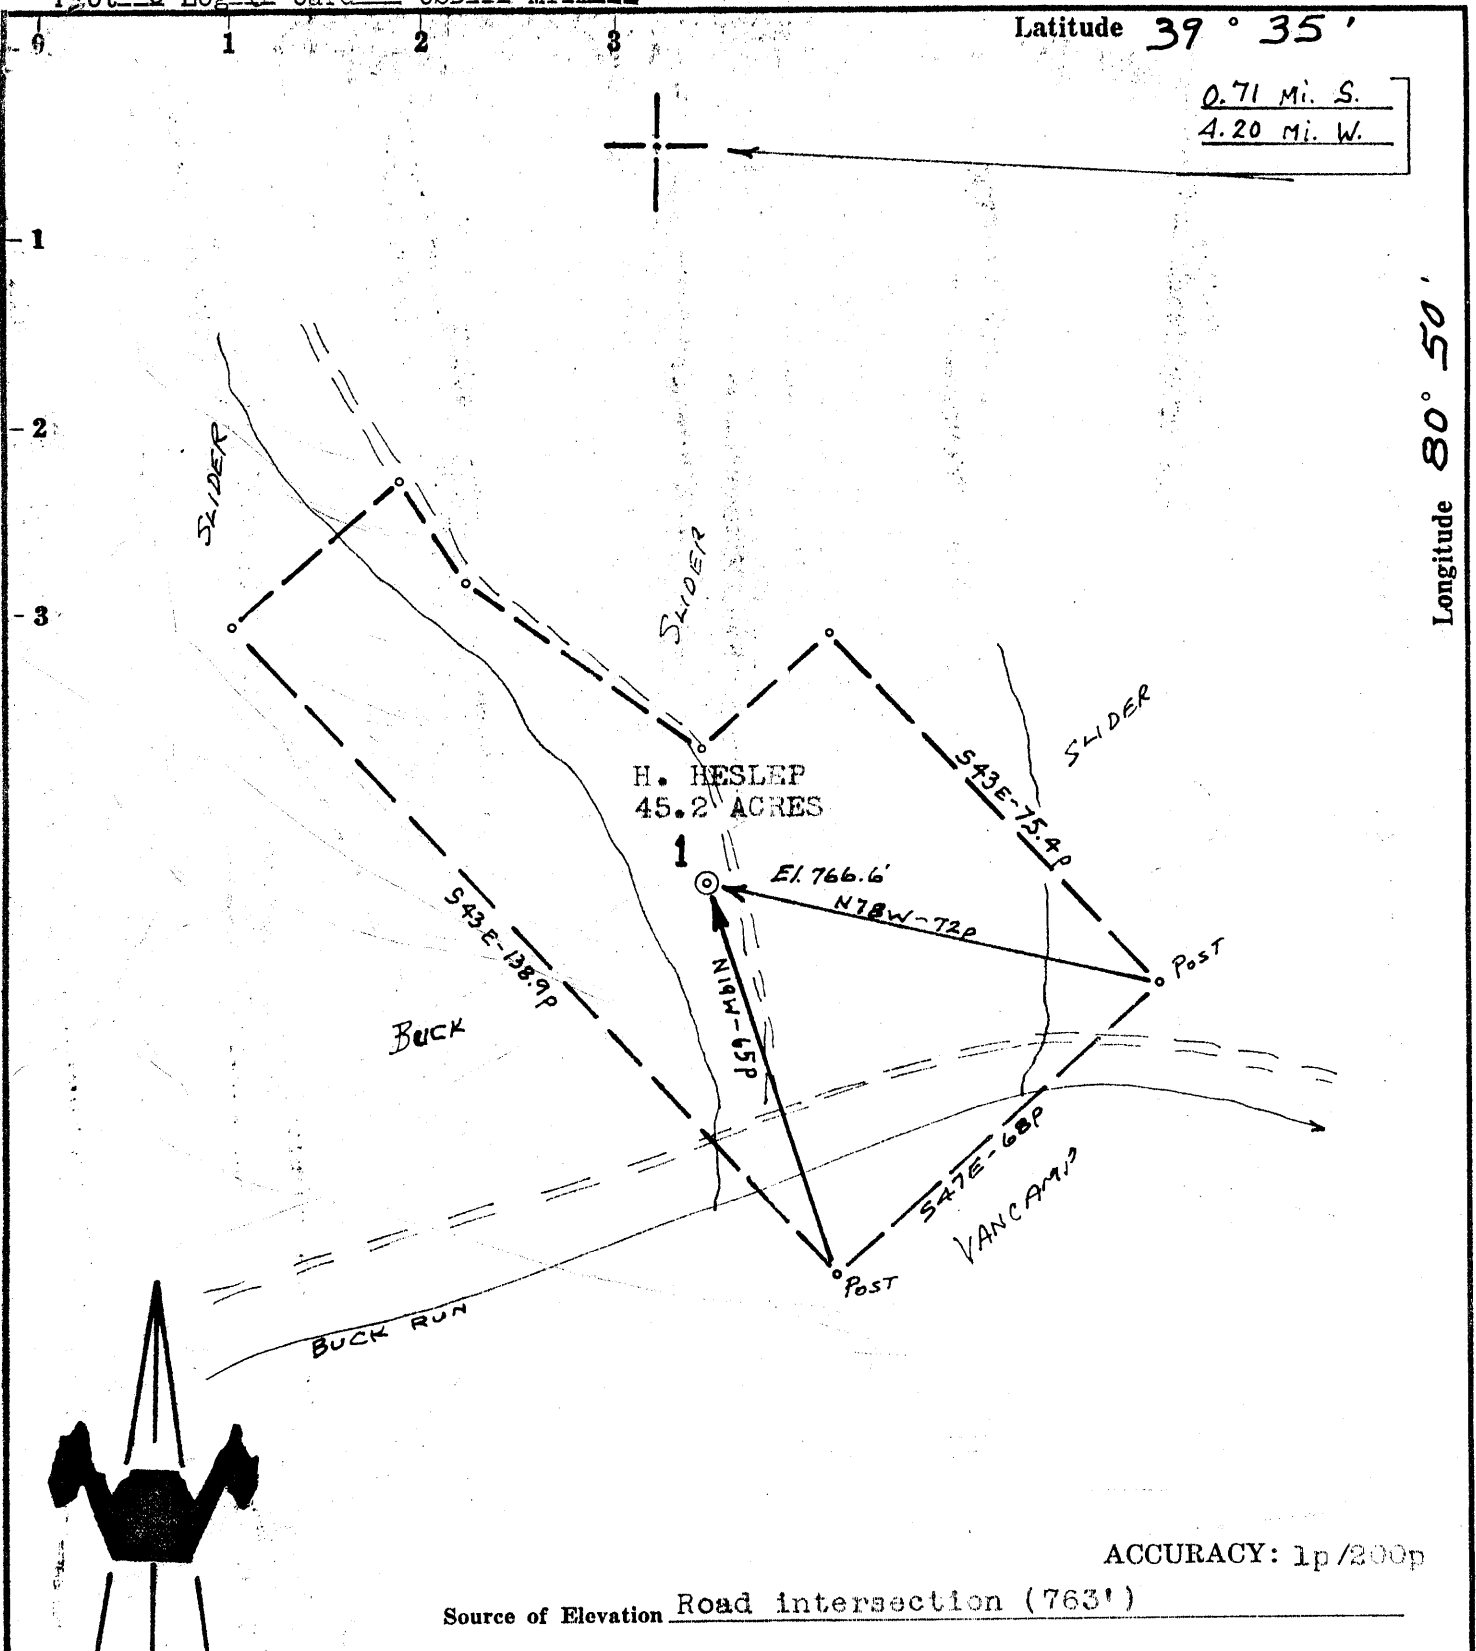 0 1 2 3
Latitude 39° 35'
0.71 Mi. S.
4.20 Mi. W.
1
2
3
Longitude 80° 50'
SLIDER
SLIDER
SLIDER
H. HESLEP
45.2 ACRES
1
El. 766.6'
N78W-72P
S43E-75.4P
S43E-138.9P
N19W-65P
POST
BUCK
S47E-68P
VANCAMP
POST
BUCK RUN
ACCURACY: 1p/200p
Source of Elevation Road intersection (763')